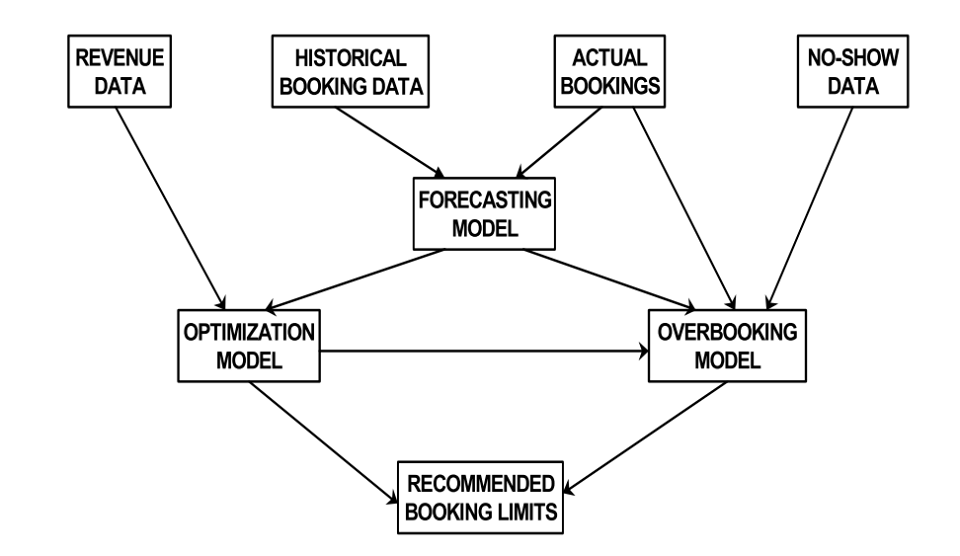 REVENUE
DATA
HISTORICAL
BOOKING DATA
ACTUAL
BOOKINGS
NO-SHOW
DATA
FORECASTING
MODEL
OPTIMIZATION
MODEL
OVERBOOKING
MODEL
RECOMMENDED
BOOKING LIMITS